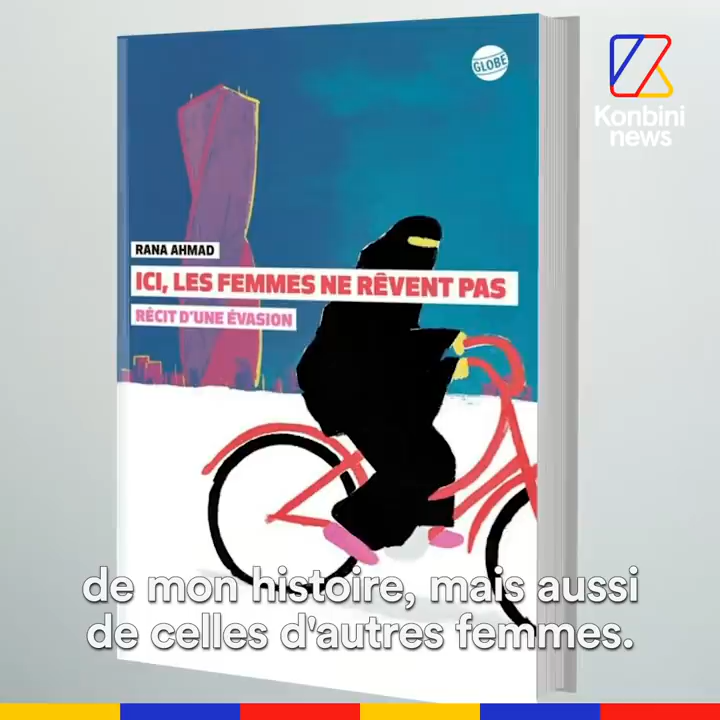 GLOBE
Konbini
news
RANA AHMAD
ICI, LES FEMMES NE RÊVENT PAS
RÉCIT D'UNE ÉVASION
de mon histoire, mais aussi
de celles d'autres femmes.